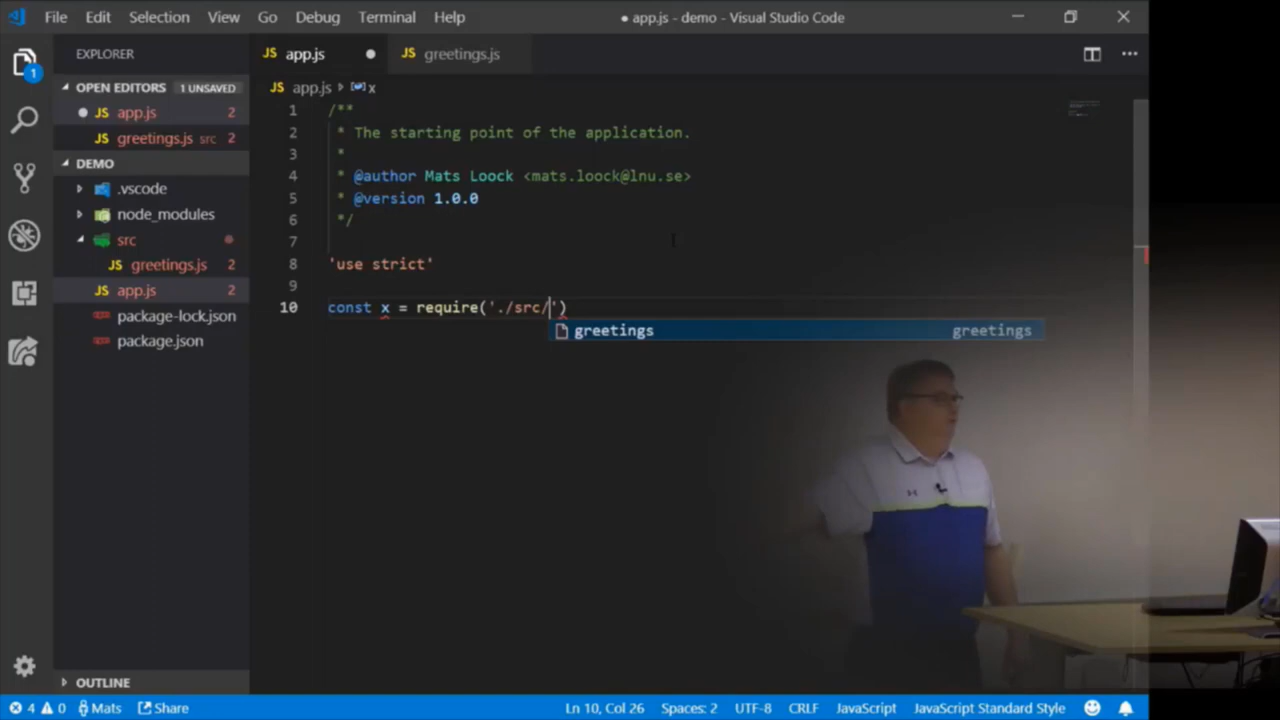 File Edit Selection View Go Debug Terminal Help ● app.js - demo - Visual Studio Code
EXPLORER
JS app.js ● JS greetings.js
OPEN EDITORS 1 UNSAVED
JS app.js x
● JS app.js 2
JS greetings.js src 2
DEMO
.vscode
node_modules
src
JS greetings.js 2
JS app.js 2
package-lock.json
package.json
OUTLINE
1 /**
2 * The starting point of the application.
3 *
4 * @author Mats Loock <mats.loock@lnu.se>
5 * @version 1.0.0
6 */
7
8 'use strict'
9
10 const x = require('./src/')
greetings greetings
1
4 0 Mats Share Ln 10, Col 26 Spaces: 2 UTF-8 CRLF JavaScript JavaScript Standard Style